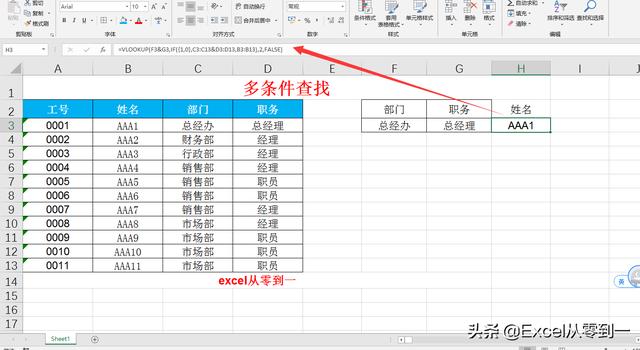 剪切
复制
格式刷
剪贴板
B I U
字体
合并后居中
对齐方式
常规
数字
条件格式
套用
表格格式
单元格样式
样式
插入
删除
格式
单元格
自动求和
填充
清除
排序和筛选
查找和选择
编辑
H3
=VLOOKUP(F3&G3,IF({1,0},C3:C13&D3:D13,B3:B13),2,FALSE)
A B C D E F G H I J
1 多条件查找
2 工号 姓名 部门 职务 部门 职务 姓名
3 0001 AAA1 总经办 总经理 总经办 总经理 AAA1
4 0002 AAA2 财务部 经理
5 0003 AAA3 行政部 经理
6 0004 AAA4 销售部 经理
7 0005 AAA5 销售部 职员
8 0006 AAA6 销售部 职员
9 0007 AAA7 销售部 经理
10 0008 AAA8 市场部 经理
11 0009 AAA9 市场部 职员
12 0010 AAA10 市场部 职员
13 0011 AAA11 市场部 职员
14 excel从零到一
15
16
17
英
Sheet1
头条 @Excel从零到一